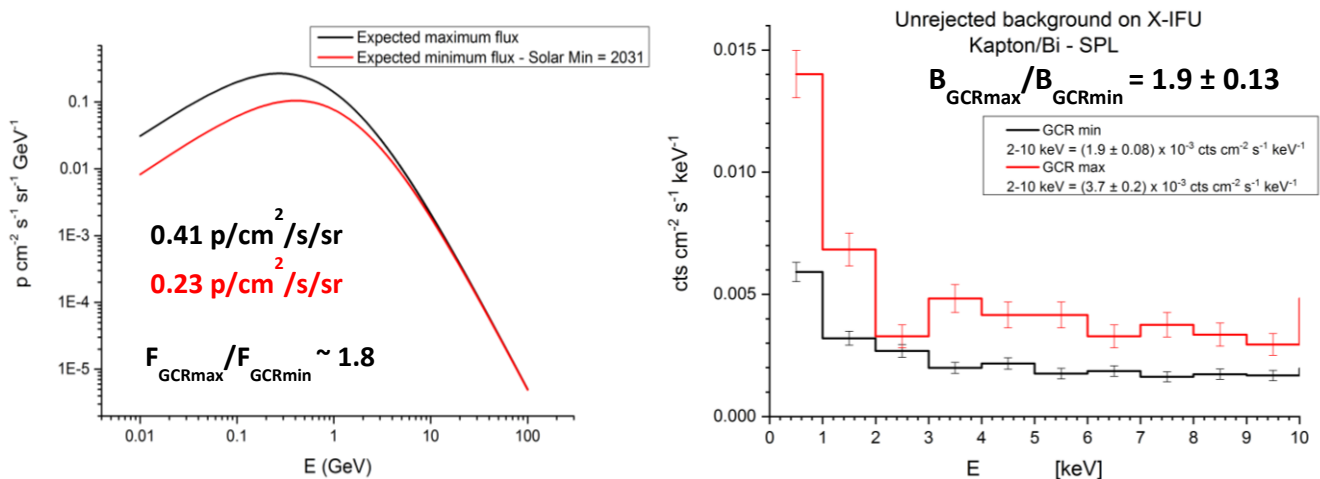 Expected maximum flux
Expected minimum flux - Solar Min = 2031
p cm⁻² s⁻¹ sr⁻¹ GeV⁻¹
0.1
0.01
1E-3
1E-4
1E-5
0.41 p/cm²/s/sr
0.23 p/cm²/s/sr
F_GCRmax/F_GCRmin ~ 1.8
0.01 0.1 1 10 100
E (GeV)
Unrejected background on X-IFU
Kapton/Bi - SPL
B_GCRmax/B_GCRmin = 1.9 ± 0.13
GCR min
2-10 keV = (1.9 ± 0.08) x 10⁻³ cts cm⁻² s⁻¹ keV⁻¹
GCR max
2-10 keV = (3.7 ± 0.2) x 10⁻³ cts cm⁻² s⁻¹ keV⁻¹
cts cm⁻² s⁻¹ keV⁻¹
0.015
0.010
0.005
0.000
0 1 2 3 4 5 6 7 8 9 10
E [keV]